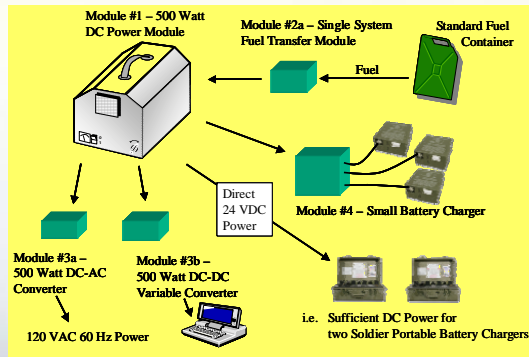 Module #1 – 500 Watt
DC Power Module
Module #2a – Single System
Fuel Transfer Module
Standard Fuel
Container
Fuel
Direct
24 VDC
Power
Module #4 – Small Battery Charger
Module #3a –
500 Watt DC-AC
Converter
Module #3b –
500 Watt DC-DC
Variable Converter
120 VAC 60 Hz Power
i.e. Sufficient DC Power for
two Soldier Portable Battery Chargers